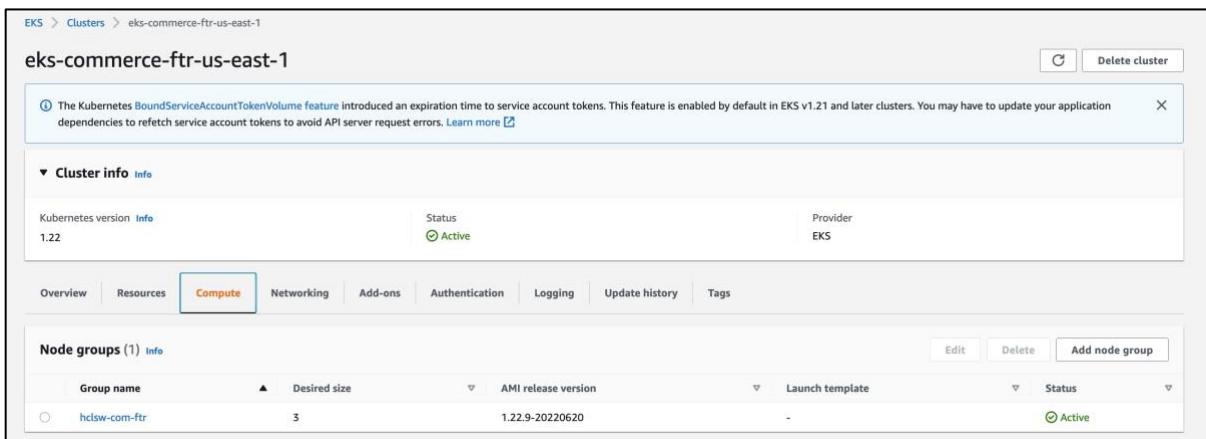 EKS > Clusters > eks-commerce-ftr-us-east-1
eks-commerce-ftr-us-east-1
Delete cluster
The Kubernetes BoundServiceAccountTokenVolume feature introduced an expiration time to service account tokens. This feature is enabled by default in EKS v1.21 and later clusters. You may have to update your application
dependencies to refetch service account tokens to avoid API server request errors. Learn more
Cluster info Info
Kubernetes version Info Status Provider
1.22 Active EKS
Overview Resources Compute Networking Add-ons Authentication Logging Update history Tags
Node groups (1) Info Edit Delete Add node group
Group name Desired size AMI release version Launch template Status
hclsw-com-ftr 3 1.22.9-20220620 - Active